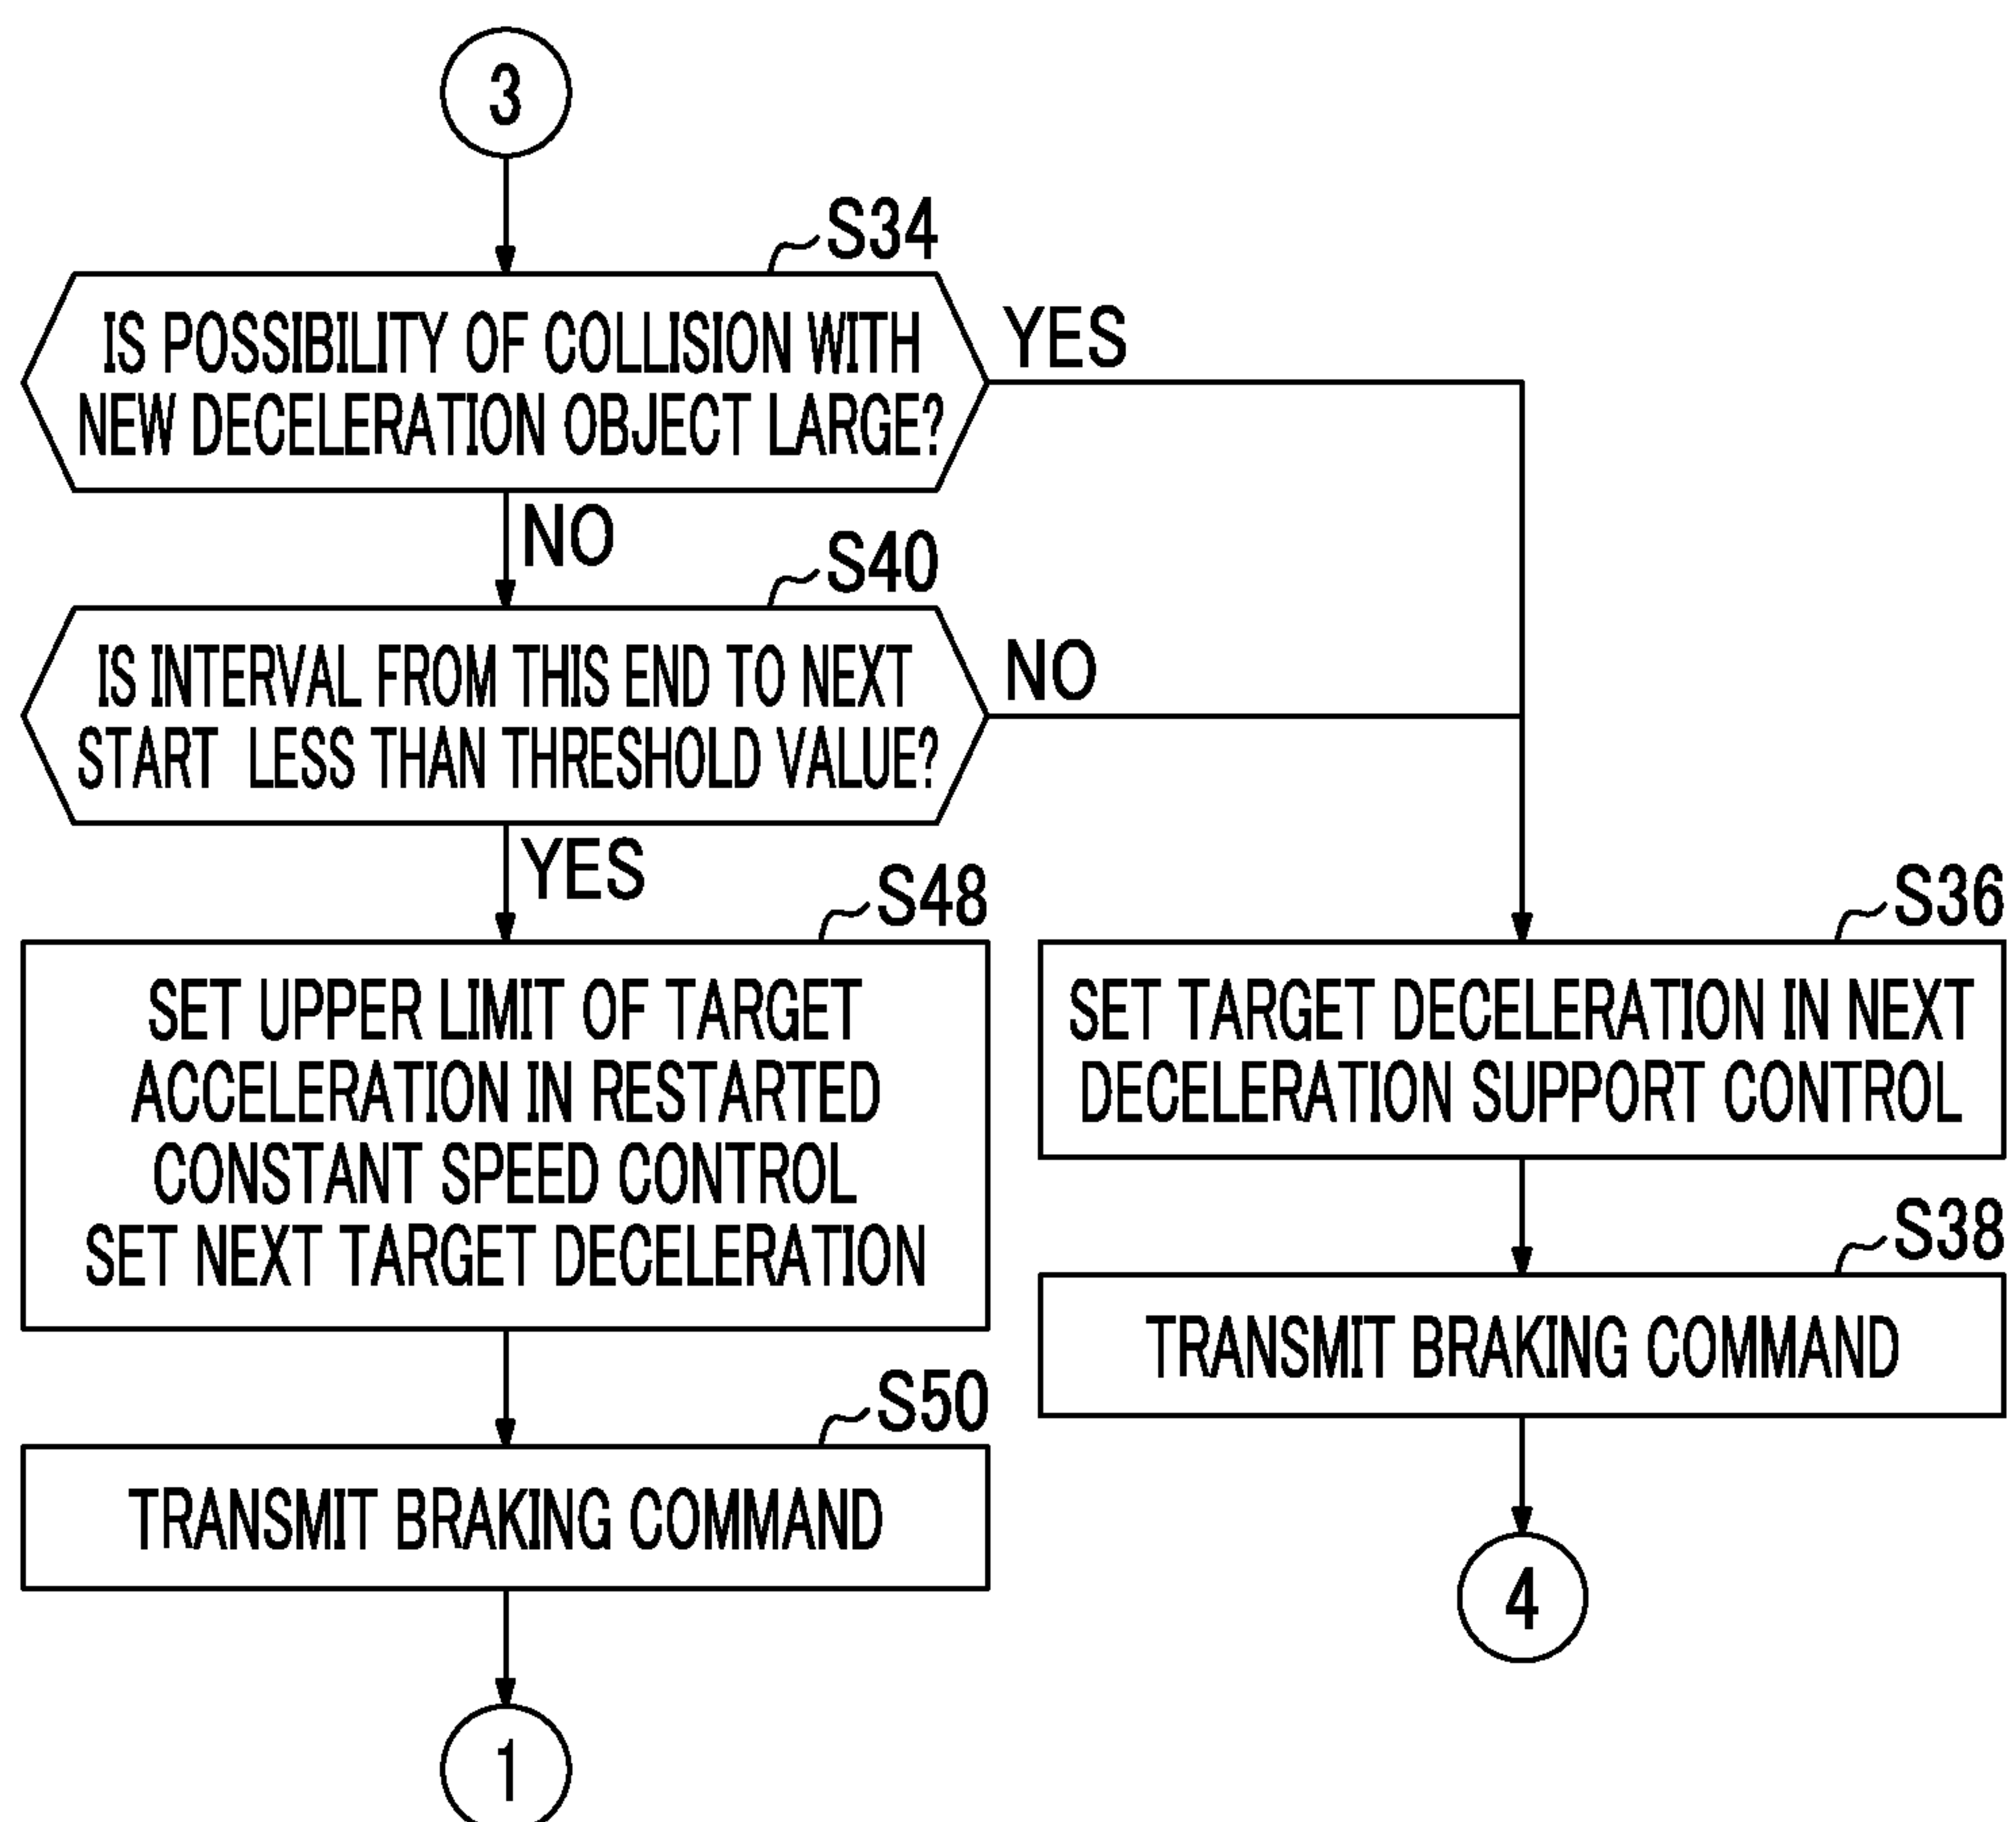 3
S34
IS POSSIBILITY OF COLLISION WITH
NEW DECELERATION OBJECT LARGE?
YES
NO
S40
IS INTERVAL FROM THIS END TO NEXT
START LESS THAN THRESHOLD VALUE?
NO
YES
S48
SET UPPER LIMIT OF TARGET
ACCELERATION IN RESTARTED
CONSTANT SPEED CONTROL
SET NEXT TARGET DECELERATION
S50
TRANSMIT BRAKING COMMAND
1
S36
SET TARGET DECELERATION IN NEXT
DECELERATION SUPPORT CONTROL
S38
TRANSMIT BRAKING COMMAND
4